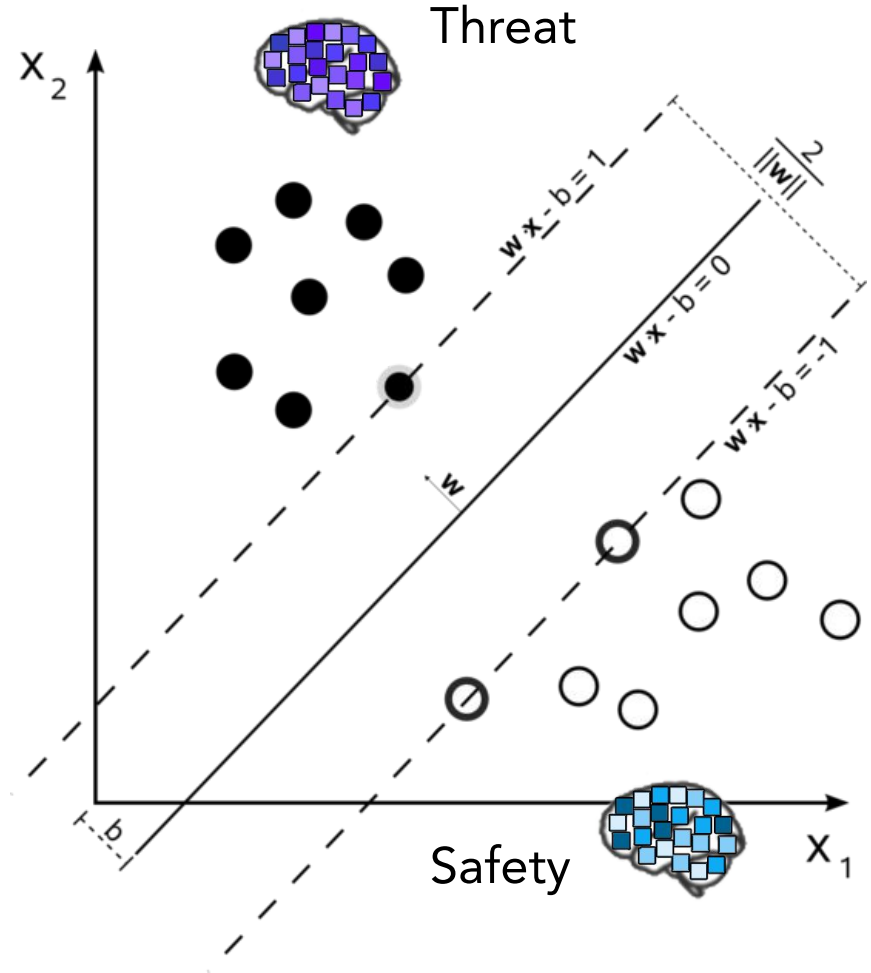 Threat
x₂
2
‖w‖
w·x - b = 1
w·x - b = 0
w·x - b = -1
w
b
Safety
x₁